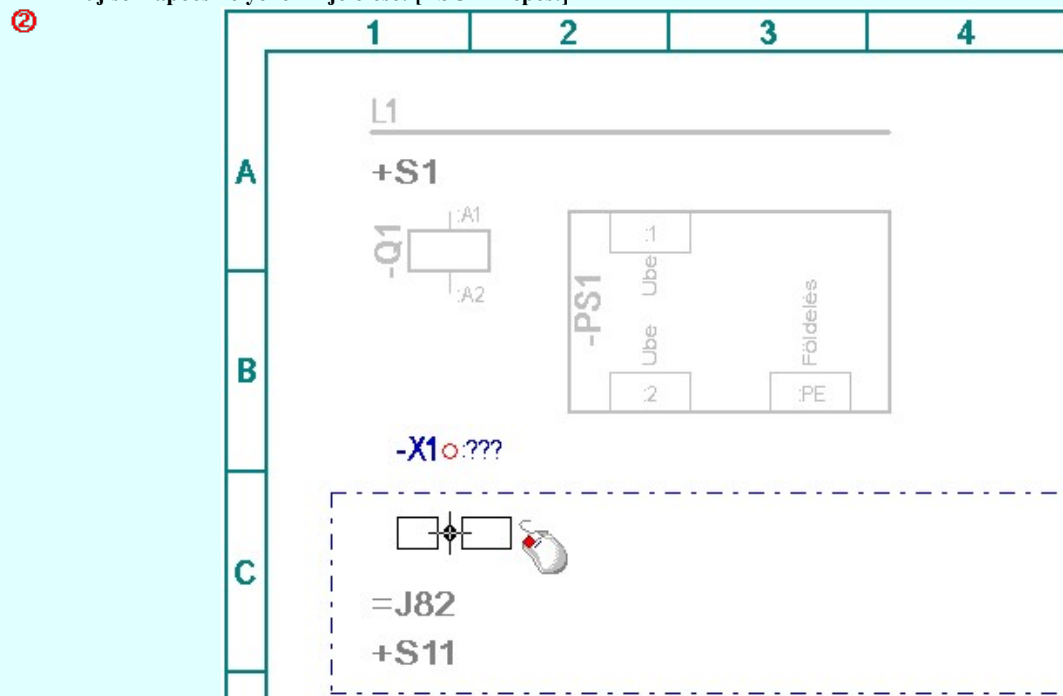 ②
1 2 3 4
L1
A
+S1
-Q1
:A1
:A2
-PS1
:1
Ube
Ube
:2
Földelés
:PE
B
-X1 :???
C
=J82
+S11